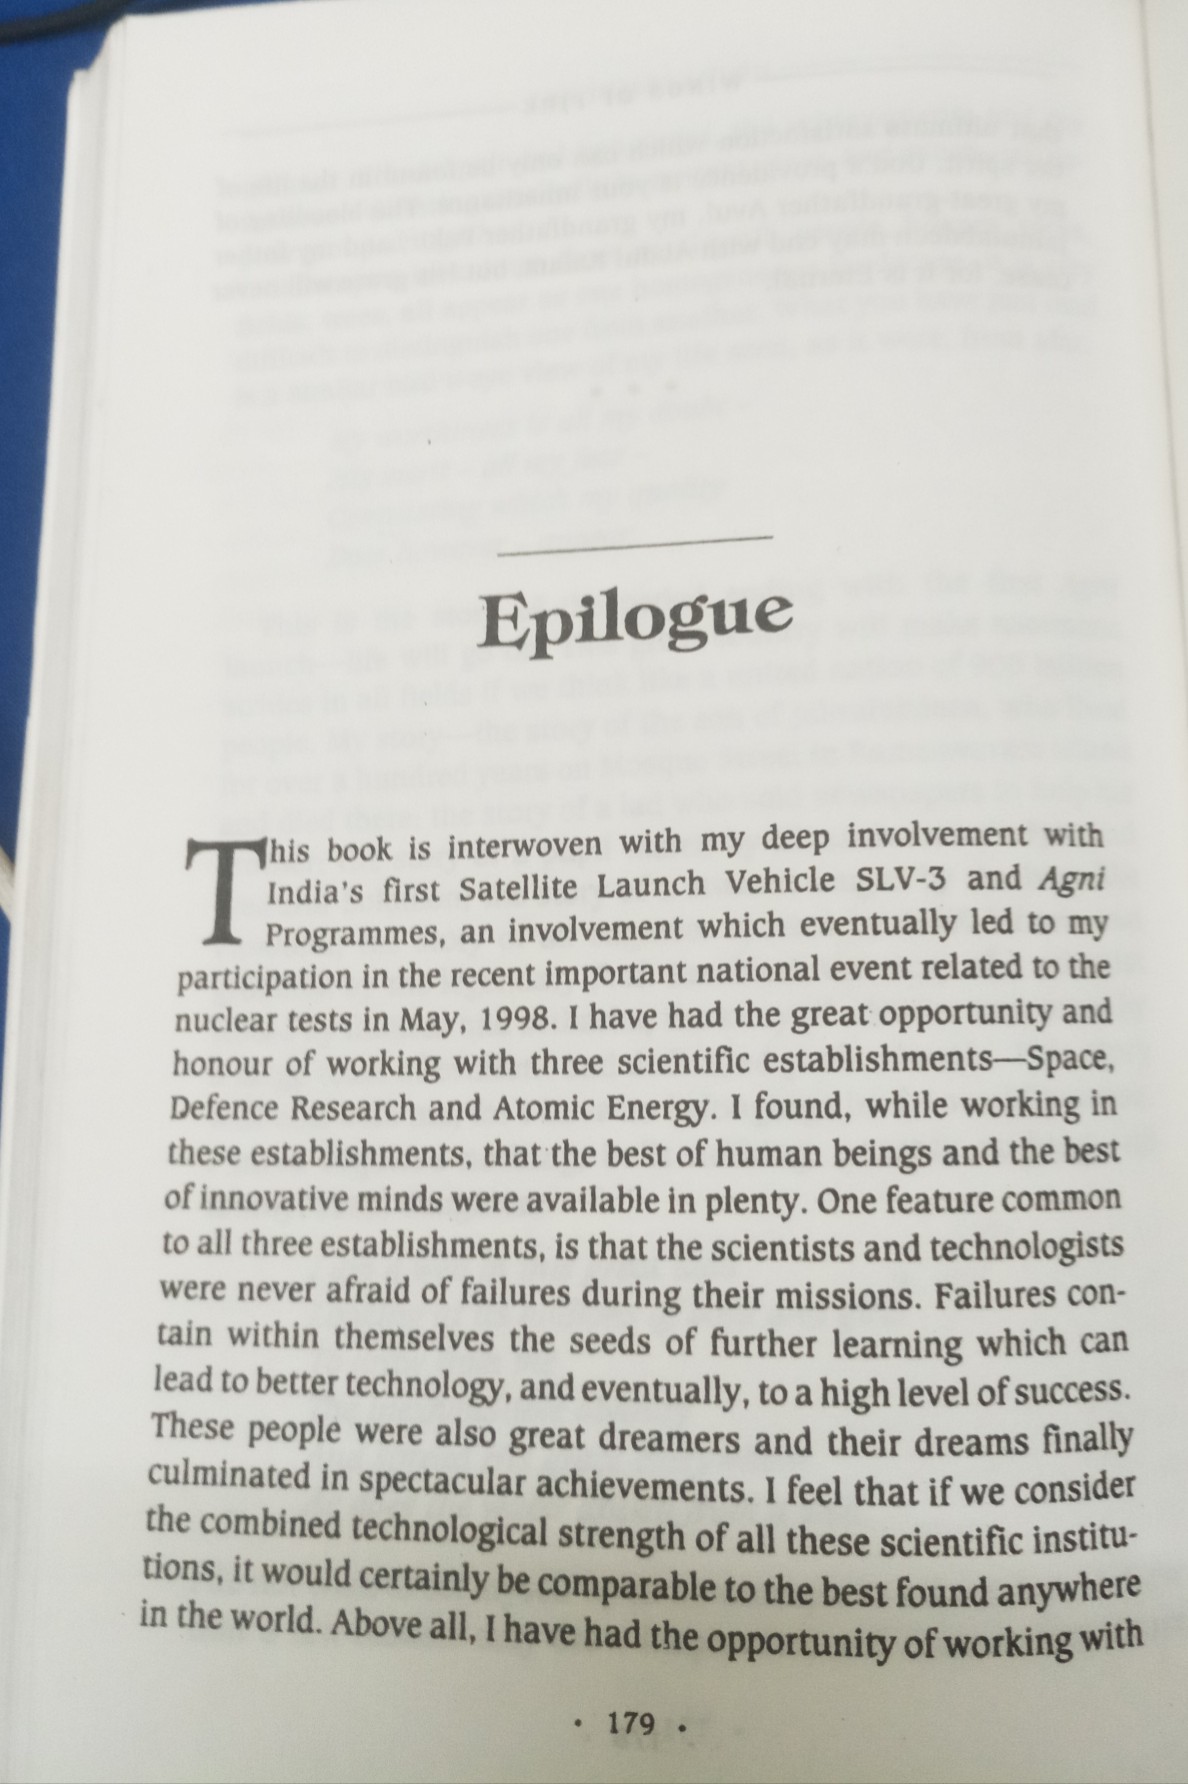 Epilogue
This book is interwoven with my deep involvement with
India's first Satellite Launch Vehicle SLV-3 and Agni
Programmes, an involvement which eventually led to my
participation in the recent important national event related to the
nuclear tests in May, 1998. I have had the great opportunity and
honour of working with three scientific establishments—Space,
Defence Research and Atomic Energy. I found, while working in
these establishments, that the best of human beings and the best
of innovative minds were available in plenty. One feature common
to all three establishments, is that the scientists and technologists
were never afraid of failures during their missions. Failures con-
tain within themselves the seeds of further learning which can
lead to better technology, and eventually, to a high level of success.
These people were also great dreamers and their dreams finally
culminated in spectacular achievements. I feel that if we consider
the combined technological strength of all these scientific institu-
tions, it would certainly be comparable to the best found anywhere
in the world. Above all, I have had the opportunity of working with
• 179 •